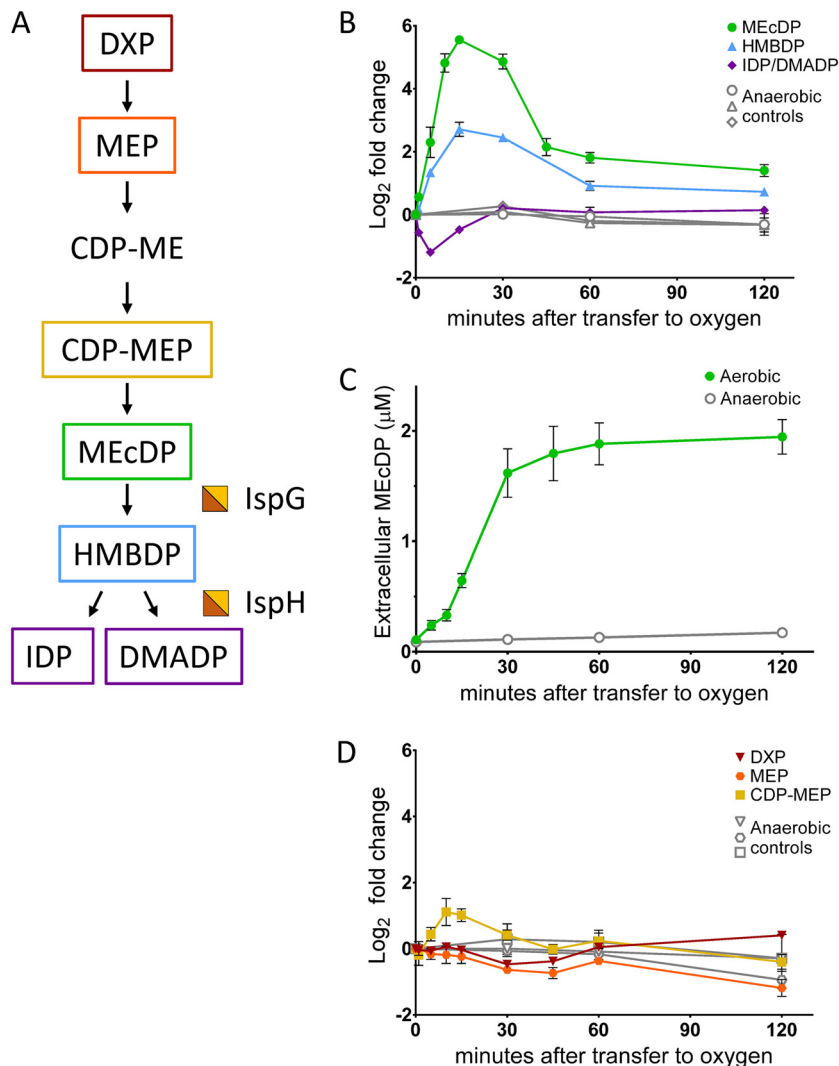 A
DXP
MEP
CDP-ME
CDP-MEP
MEcDP
IspG
HMBDP
IspH
IDP
DMADP
B
Log2 fold change
6
4
2
0
-2
0
30
60
90
120
minutes after transfer to oxygen
MEcDP
HMBDP
IDP/DMADP
Anaerobic
controls
C
Extracellular MEcDP (μM)
2
1
0
0
30
60
90
120
minutes after transfer to oxygen
Aerobic
Anaerobic
D
Log2 fold change
6
4
2
0
-2
0
30
60
90
120
minutes after transfer to oxygen
DXP
MEP
CDP-MEP
Anaerobic
controls